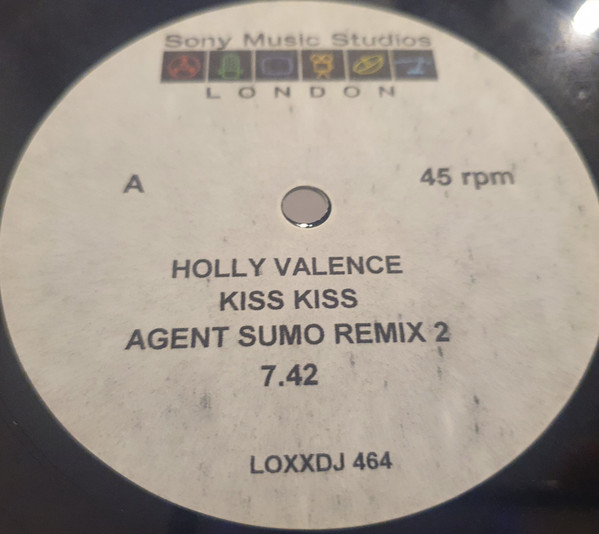 Sony Music Studios
LONDON
A
45 rpm
HOLLY VALENCE
KISS KISS
AGENT SUMO REMIX 2
7.42
LOXXDJ 464